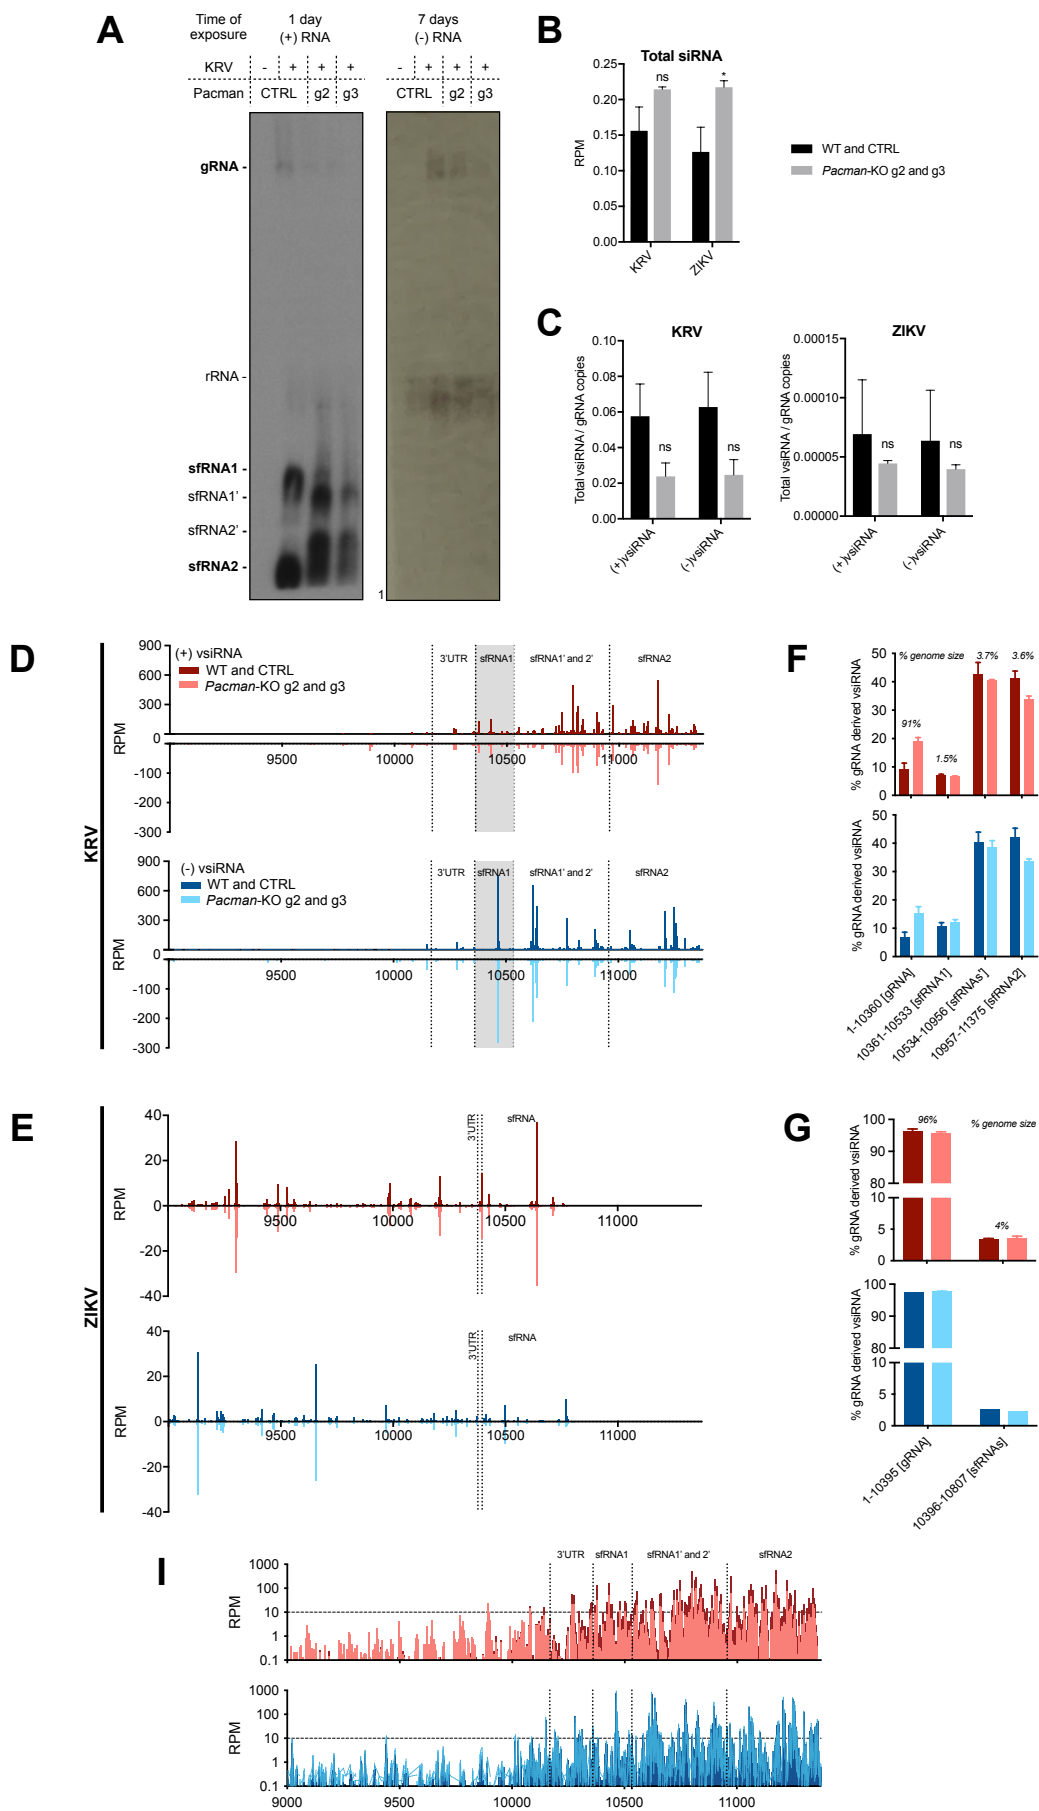 A
Time of exposure
1 day
(+) RNA
7 days
(-) RNA
KRV - + + + - + + +
Pacman CTRL g2 g3 CTRL g2 g3
gRNA -
rRNA -
sfRNA1 -
sfRNA1' -
sfRNA2' -
sfRNA2 -
1
B
Total siRNA
RPM
0.25
0.20
0.15
0.10
0.05
0.00
ns
*
KRV
ZIKV
WT and CTRL
Pacman-KO g2 and g3
C
KRV
Total vsiRNA / gRNA copies
0.10
0.08
0.06
0.04
0.02
0.00
ns
ns
(+)vsiRNA
(-)vsiRNA
ZIKV
Total vsiRNA / gRNA copies
0.00015
0.00010
0.00005
0.00000
ns
ns
(+)vsiRNA
(-)vsiRNA
D
KRV
(+) vsiRNA
WT and CTRL
Pacman-KO g2 and g3
3'UTR sfRNA1 sfRNA1' and 2' sfRNA2
RPM
900
600
300
0
-100
-200
-300
9500 10000 10500 11000
(-) vsiRNA
WT and CTRL
Pacman-KO g2 and g3
3'UTR sfRNA1 sfRNA1' and 2' sfRNA2
RPM
RPM
900
600
300
0
-100
-200
-300
9500 10000 10500 11000
F
% gRNA derived vsiRNA
50
40
30
20
10
0
% genome size 3.7% 3.6%
91%
1.5%
% gRNA derived vsiRNA
50
40
30
20
10
0
1-10360 [gRNA]
10361-10533 [sfRNA1]
10534-10956 [sfRNAs']
10957-11375 [sfRNA2]
E
ZIKV
RPM
40
20
0
-20
-40
3'UTR
sfRNA
9500 10000 10500 11000
RPM
40
20
0
-20
-40
3'UTR
sfRNA
9500 10000 10500 11000
G
% gRNA derived vsiRNA
100
90
80
10
5
0
96% % genome size
4%
% gRNA derived vsiRNA
100
90
80
10
5
0
1-10395 [gRNA]
10396-10807 [sfRNAs]
I
3'UTR sfRNA1 sfRNA1' and 2' sfRNA2
RPM
1000
100
10
1
0.1
RPM
1000
100
10
1
0.1
9000 9500 10000 10500 11000